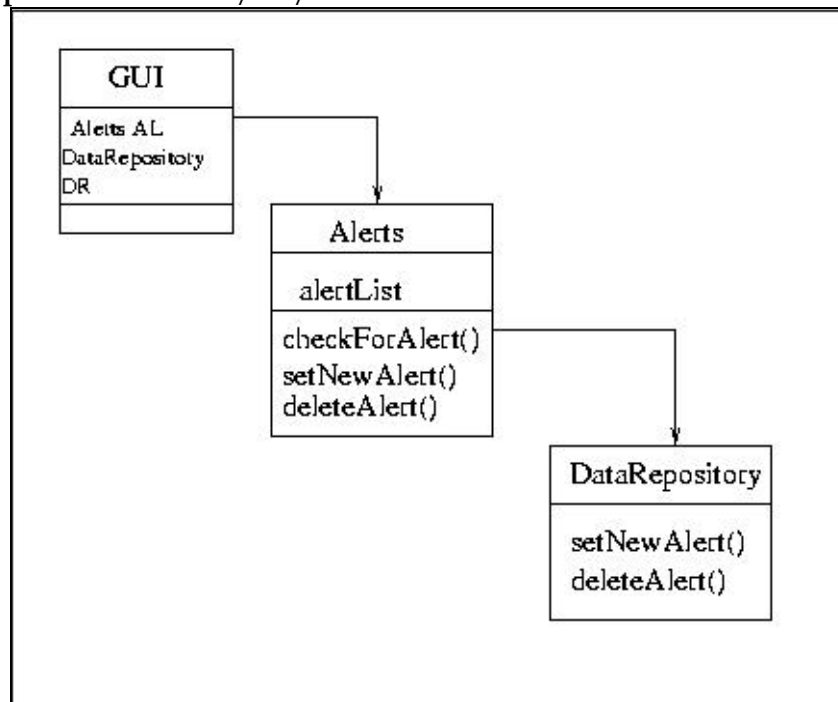 GUI
Alerts AL
DataRepository
DR
Alerts
alertList
checkForAlert()
setNewAlert()
deleteAlert()
DataRepository
setNewAlert()
deleteAlert()